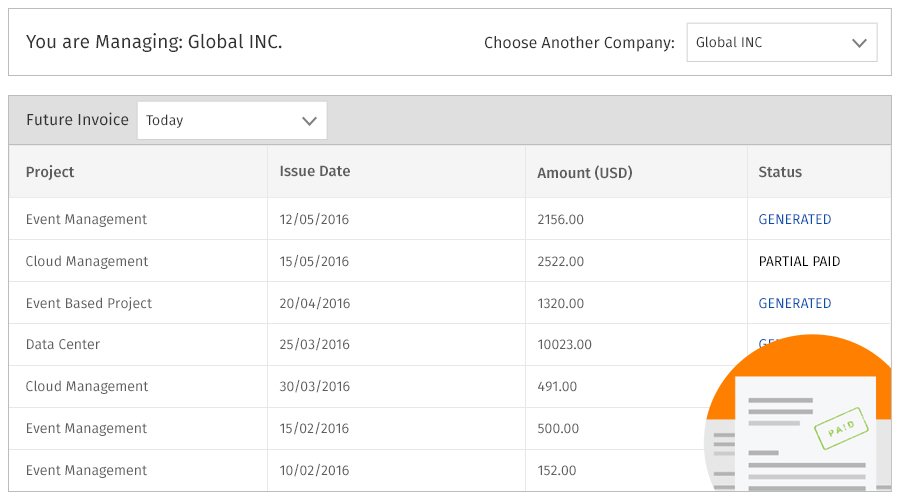 You are Managing: Global INC. Choose Another Company: Global INC
Future Invoice Today
Project Issue Date Amount (USD) Status
Event Management 12/05/2016 2156.00 GENERATED
Cloud Management 15/05/2016 2522.00 PARTIAL PAID
Event Based Project 20/04/2016 1320.00 GENERATED
Data Center 25/03/2016 10023.00
Cloud Management 30/03/2016 491.00
Event Management 15/02/2016 500.00
PAID
Event Management 10/02/2016 152.00